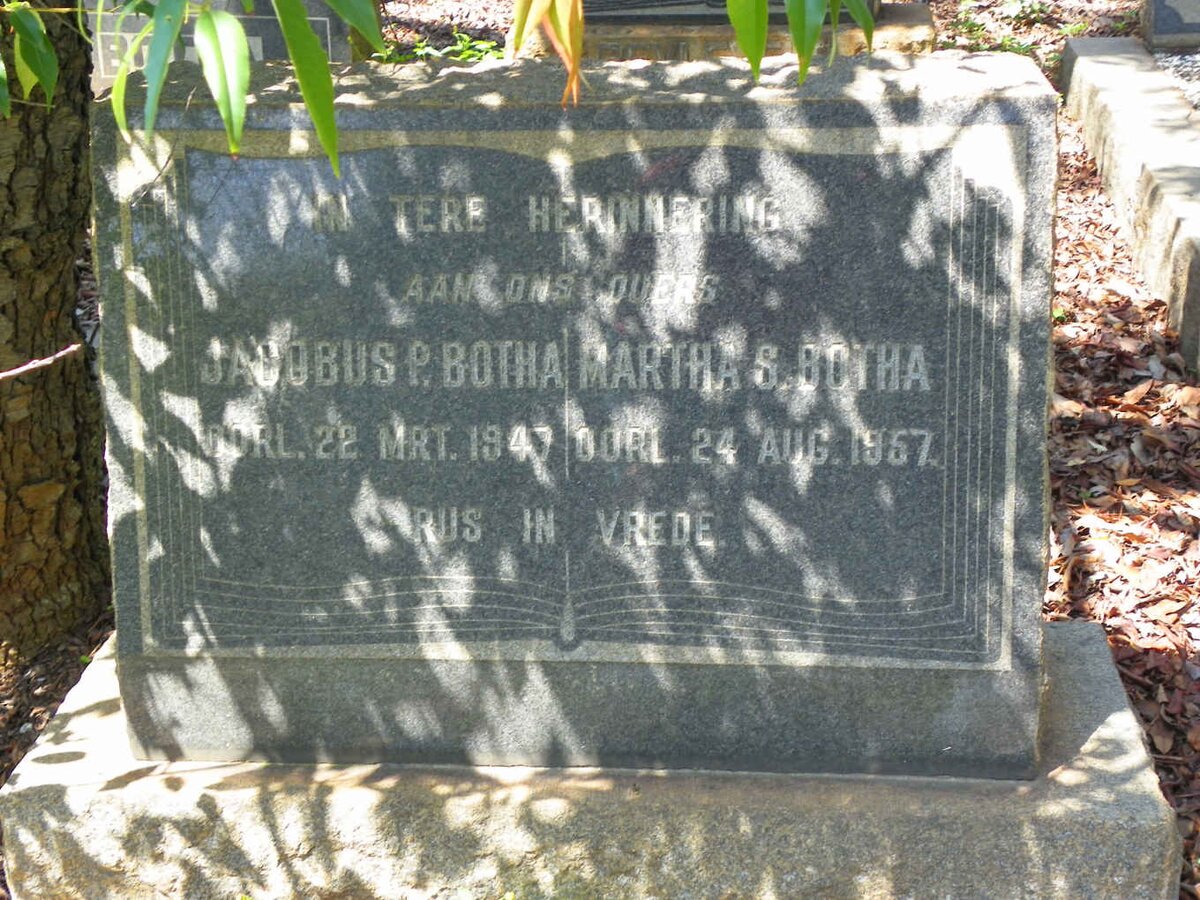 IN TERE HERINNERING
AAN ONS OUERS
JACOBUS P. BOTHA MARTHA S. BOTHA
OORL. 22 MRT. 1947 OORL. 24 AUG. 1967.
RUS IN VREDE